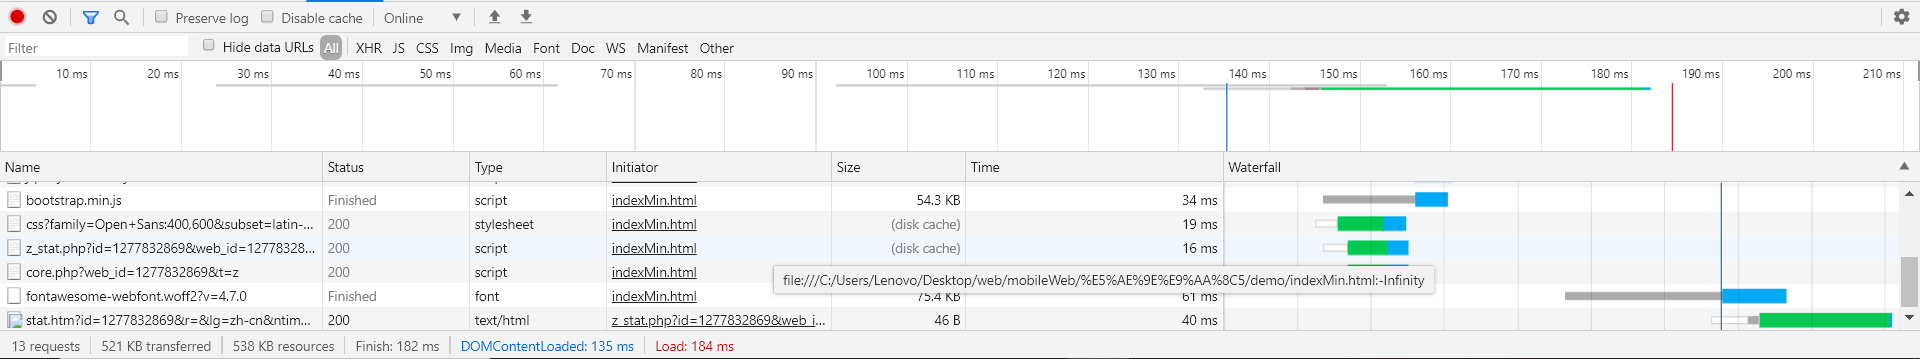 Preserve log Disable cache Online
Filter Hide data URLs All XHR JS CSS Img Media Font Doc WS Manifest Other
10 ms 20 ms 30 ms 40 ms 50 ms 60 ms 70 ms 80 ms 90 ms 100 ms 110 ms 120 ms 130 ms 140 ms 150 ms 160 ms 170 ms 180 ms 190 ms 200 ms 210 ms
Name Status Type Initiator Size Time Waterfall
bootstrap.min.js Finished script indexMin.html 54.3 KB 34 ms
css?family=Open+Sans:400,600&subset=latin-... 200 stylesheet indexMin.html (disk cache) 19 ms
z_stat.php?id=1277832869&web_id=12778328... 200 script indexMin.html (disk cache) 16 ms
core.php?web_id=1277832869&t=z 200 script indexMin.html
file:///C:/Users/Lenovo/Desktop/web/mobileWeb/%E5%AE%9E%E9%AA%8C5/demo/indexMin.html:-Infinity
fontawesome-webfont.woff2?v=4.7.0 Finished font indexMin.html 75.4 KB 61 ms
stat.htm?id=1277832869&r=&lg=zh-cn&ntim... 200 text/html z_stat.php?id=1277832869&web_i... 46 B 40 ms
13 requests 521 KB transferred 538 KB resources Finish: 182 ms DOMContentLoaded: 135 ms Load: 184 ms